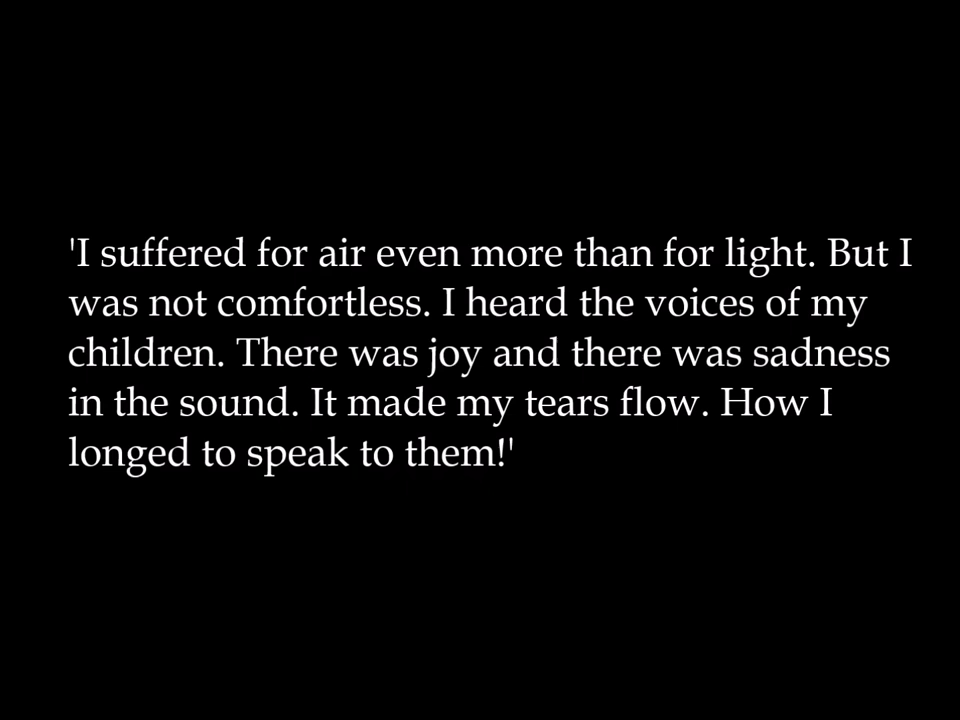 'I suffered for air even more than for light. But I
was not comfortless. I heard the voices of my
children. There was joy and there was sadness
in the sound. It made my tears flow. How I
longed to speak to them!'